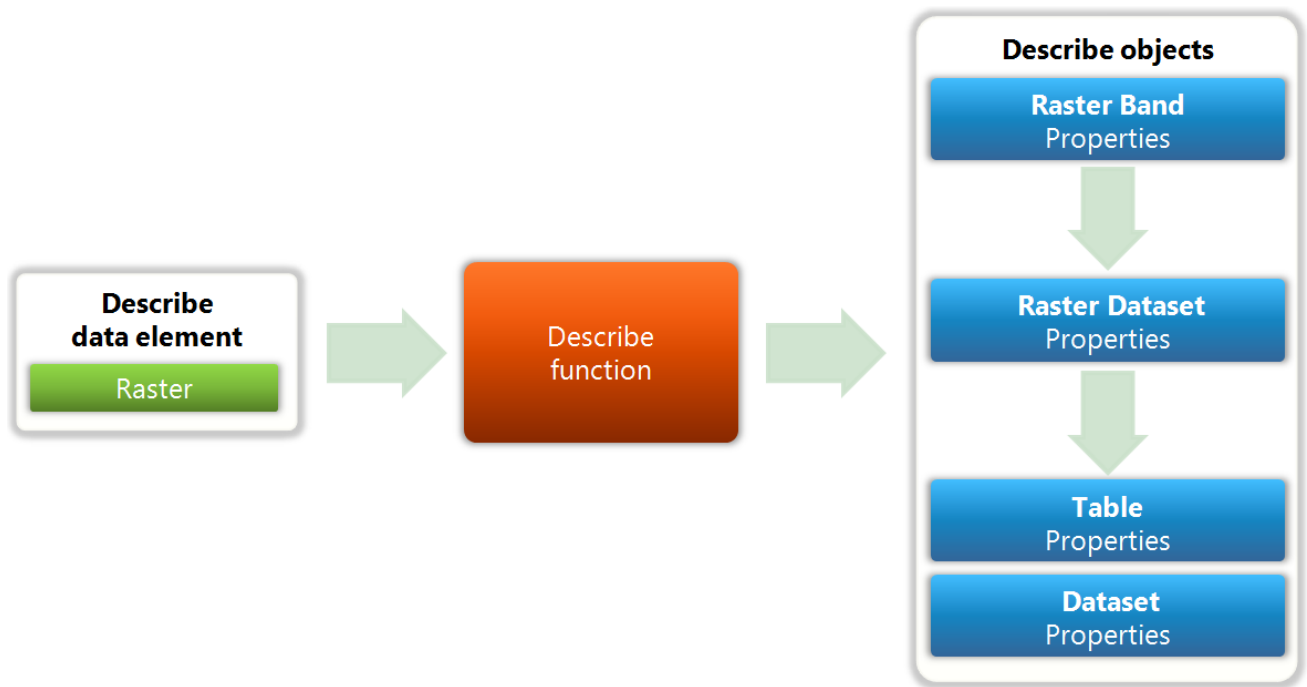 Describe
data element
Raster
Describe
function
Describe objects
Raster Band
Properties
Raster Dataset
Properties
Table
Properties
Dataset
Properties